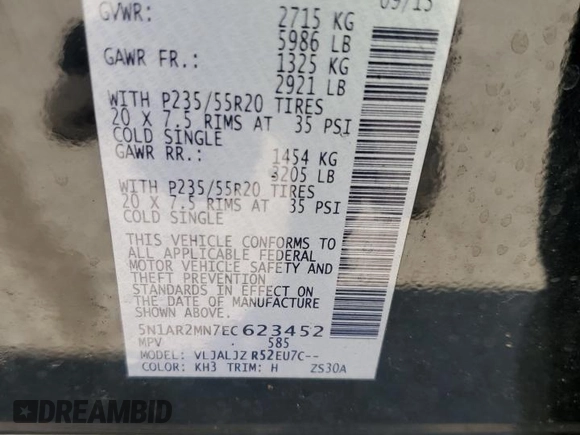 09/13
GVWR: 2715 KG
5986 LB
GAWR FR.: 1325 KG
2921 LB
WITH P235/55R20 TIRES
20 X 7.5 RIMS AT 35 PSI
COLD SINGLE
GAWR RR.: 1454 KG
3205 LB
WITH P235/55R20 TIRES
20 X 7.5 RIMS AT 35 PSI
COLD SINGLE
THIS VEHICLE CONFORMS TO
ALL APPLICABLE FEDERAL
MOTOR VEHICLE SAFETY AND
THEFT PREVENTION
STANDARDS IN EFFECT ON
THE DATE OF MANUFACTURE
SHOWN ABOVE.
5N1AR2MN7EC623452
MPV 585
MODEL: VLJALJZ R52EU7C--
COLOR: KH3 TRIM: H ZS30A
DREAMBID